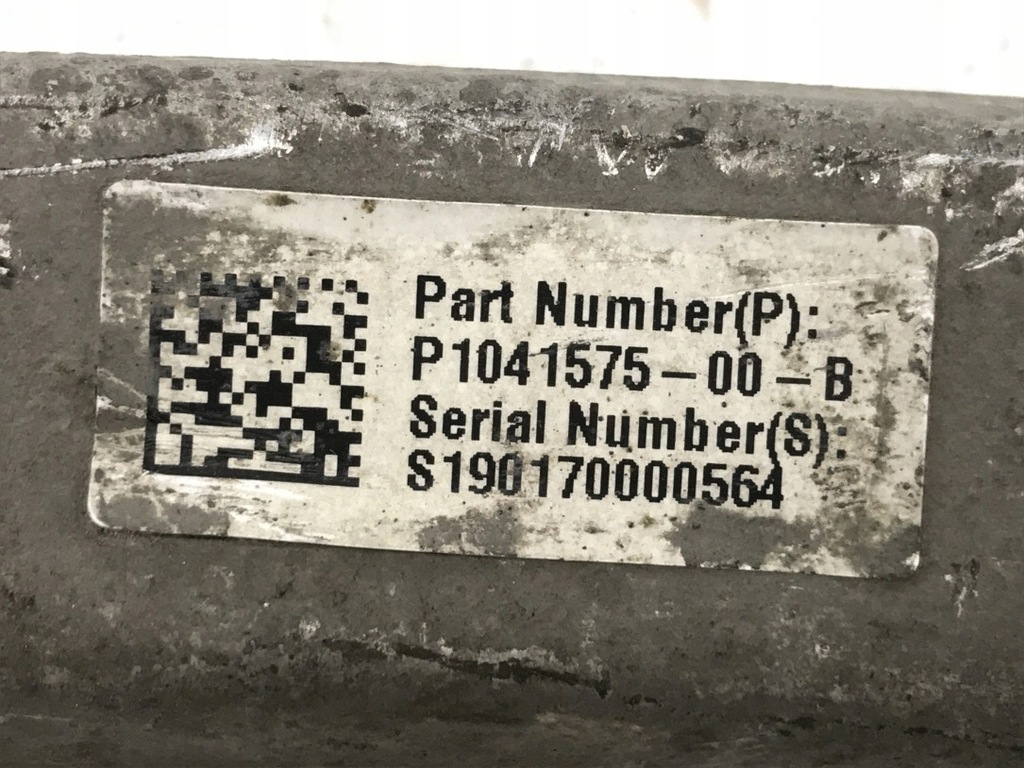 Part Number(P):
P1041575-00-B
Serial Number(S):
S190170000564